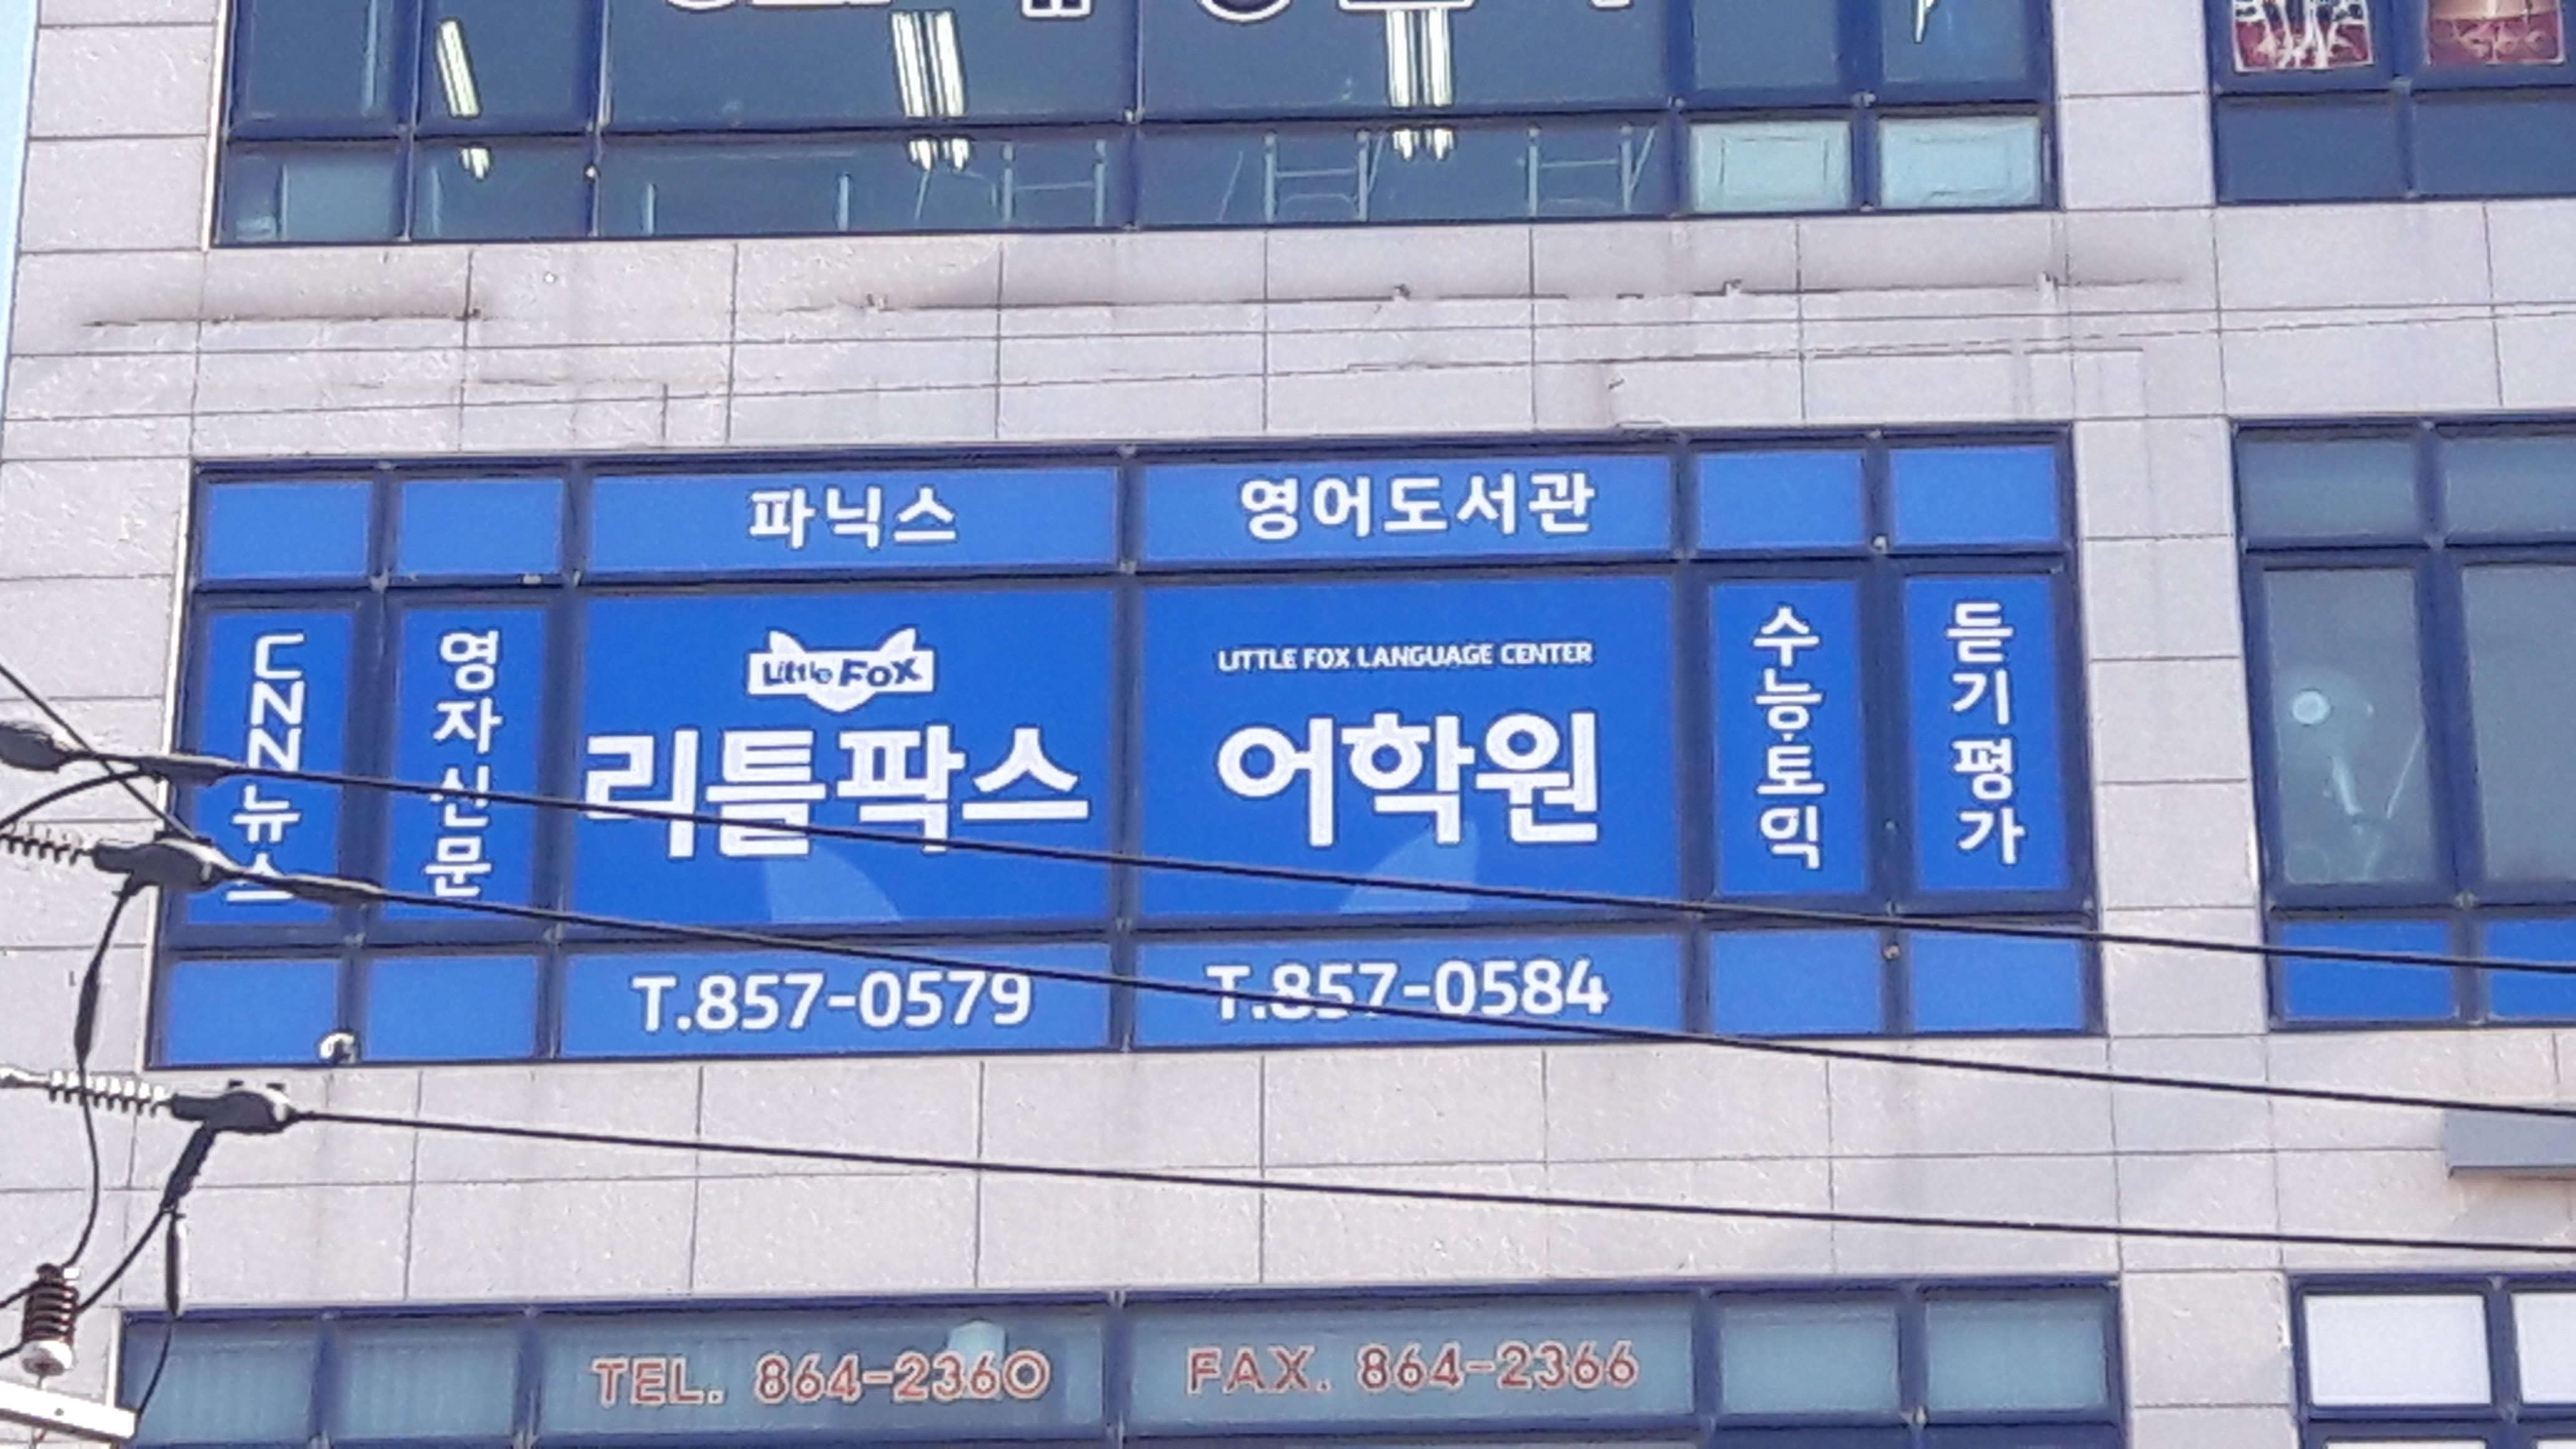 파닉스
영어도서관
CNN뉴스
영자신문
Little Fox
리틀팍스
LITTLE FOX LANGUAGE CENTER
어학원
수능·토익
듣기평가
T.857-0579
T.857-0584
TEL. 864-2360
FAX. 864-2366